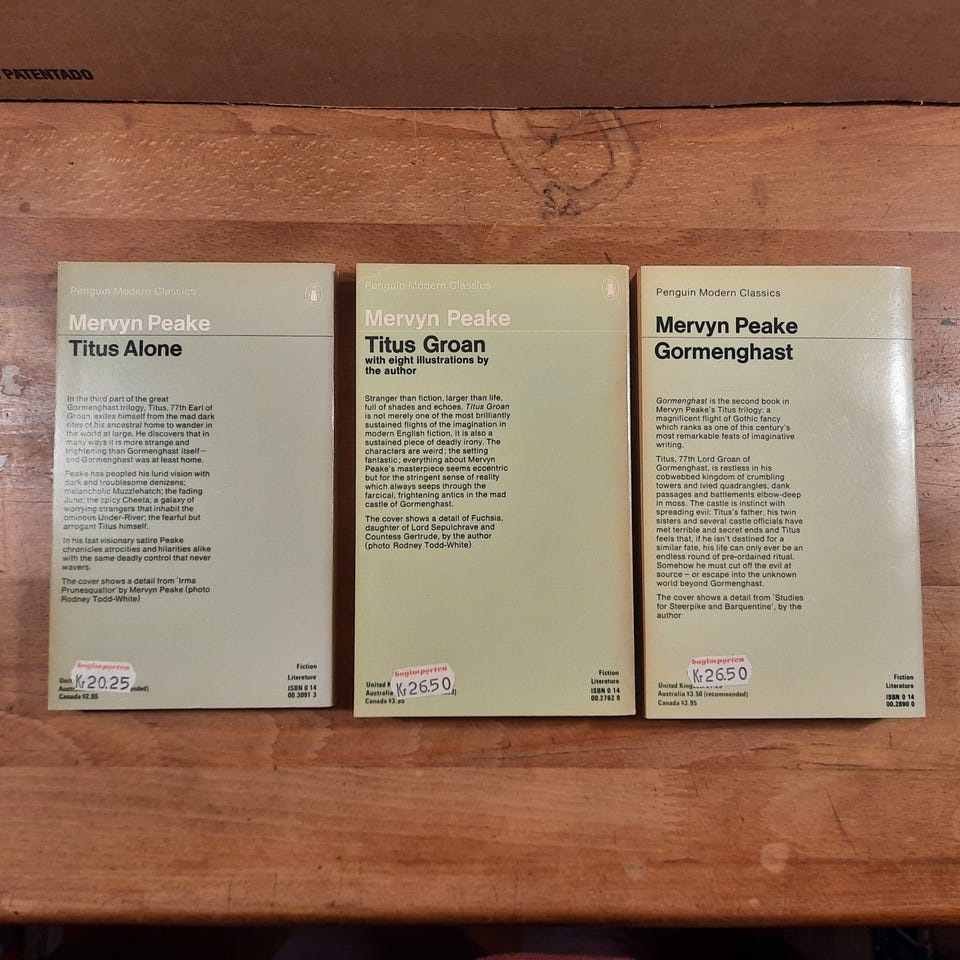 PATENTADO
Penguin Modern Classics
Mervyn Peake
Titus Alone
In the third part of the great
Gormenghast trilogy, Titus, 77th Earl of
Groan, exiles himself from the mad dark
rites of his ancestral home to wander in
the world at large. He discovers that in
many ways it is more strange and
frightening than Gormenghast itself –
and Gormenghast was at least home.
Peake has peopled his lurid vision with
dark and troublesome denizens;
melancholic Muzzlehatch; the fading
Juno; the spicy Cheeta; a galaxy of
worrying strangers that inhabit the
ominous Under-River; the fearful but
arrogant Titus himself.
In his last visionary satire Peake
chronicles atrocities and hilarities alike
with the same deadly control that never
wavers.
The cover shows a detail from 'Irma
Prunesquallor' by Mervyn Peake (photo
Rodney Todd-White)
bogimporten
Kr 20.25
Canada $2.95
Fiction
Literature
ISBN 0 14
00.3091 3
Penguin Modern Classics
Mervyn Peake
Titus Groan
with eight illustrations by
the author
Stranger than fiction, larger than life,
full of shades and echoes, Titus Groan
is not merely one of the most brilliantly
sustained flights of the imagination in
modern English fiction, it is also a
sustained piece of deadly irony. The
characters are weird; the setting
fantastic; everything about Mervyn
Peake's masterpiece seems eccentric
but for the stringent sense of reality
which always seeps through the
farcical, frightening antics in the mad
castle of Gormenghast.
The cover shows a detail of Fuchsia,
daughter of Lord Sepulchrave and
Countess Gertrude, by the author
(photo Rodney Todd-White)
bogimporten
Kr 26.50
Australia
Canada $3.95
Fiction
Literature
ISBN 0 14
00.2762 9
Penguin Modern Classics
Mervyn Peake
Gormenghast
Gormenghast is the second book in
Mervyn Peake's Titus trilogy: a
magnificent flight of Gothic fancy
which ranks as one of this century's
most remarkable feats of imaginative
writing.
Titus, 77th Lord Groan of
Gormenghast, is restless in his
cobwebbed kingdom of crumbling
towers and ivied quadrangles, dank
passages and battlements elbow-deep
in moss. The castle is instinct with
spreading evil: Titus's father, his twin
sisters and several castle officials have
met terrible and secret ends and Titus
feels that, if he isn't destined for a
similar fate, his life can only ever be an
endless round of pre-ordained ritual.
Somehow he must cut off the evil at
source – or escape into the unknown
world beyond Gormenghast.
The cover shows a detail from 'Studies
for Steerpike and Barquentine', by the
author
bogimporten
Kr 26.50
United
Australia $3.50 (recommended)
Canada $3.95
Fiction
Literature
ISBN 0 14
00.2890 0